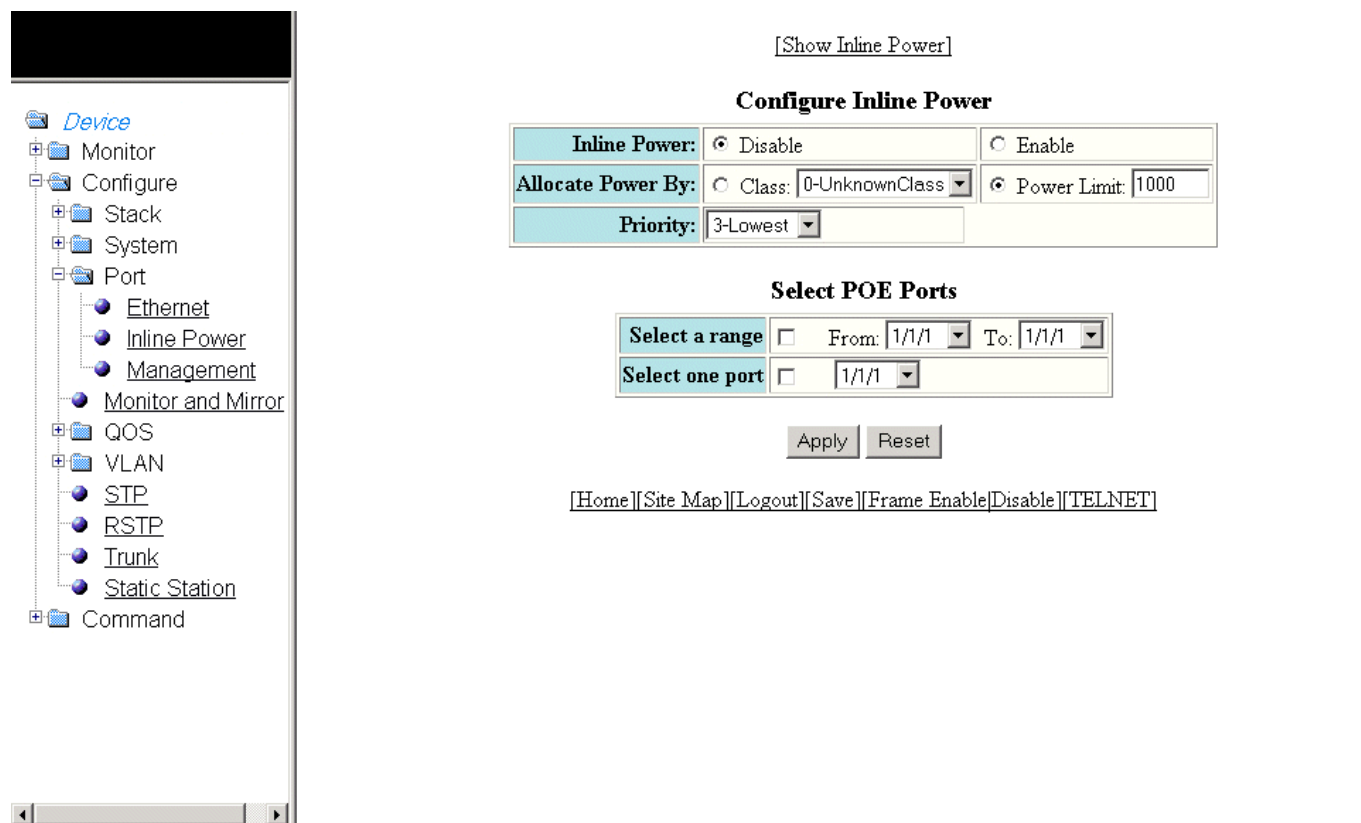 Device
Monitor
Configure
Stack
System
Port
Ethernet
Inline Power
Management
Monitor and Mirror
QOS
VLAN
STP
RSTP
Trunk
Static Station
Command
[Show Inline Power]
Configure Inline Power
Inline Power: Disable Enable
Allocate Power By: Class: 0-UnknownClass Power Limit: 1000
Priority: 3-Lowest
Select POE Ports
Select a range From: 1/1/1 To: 1/1/1
Select one port 1/1/1
Apply Reset
[Home][Site Map][Logout][Save][Frame Enable|Disable][TELNET]